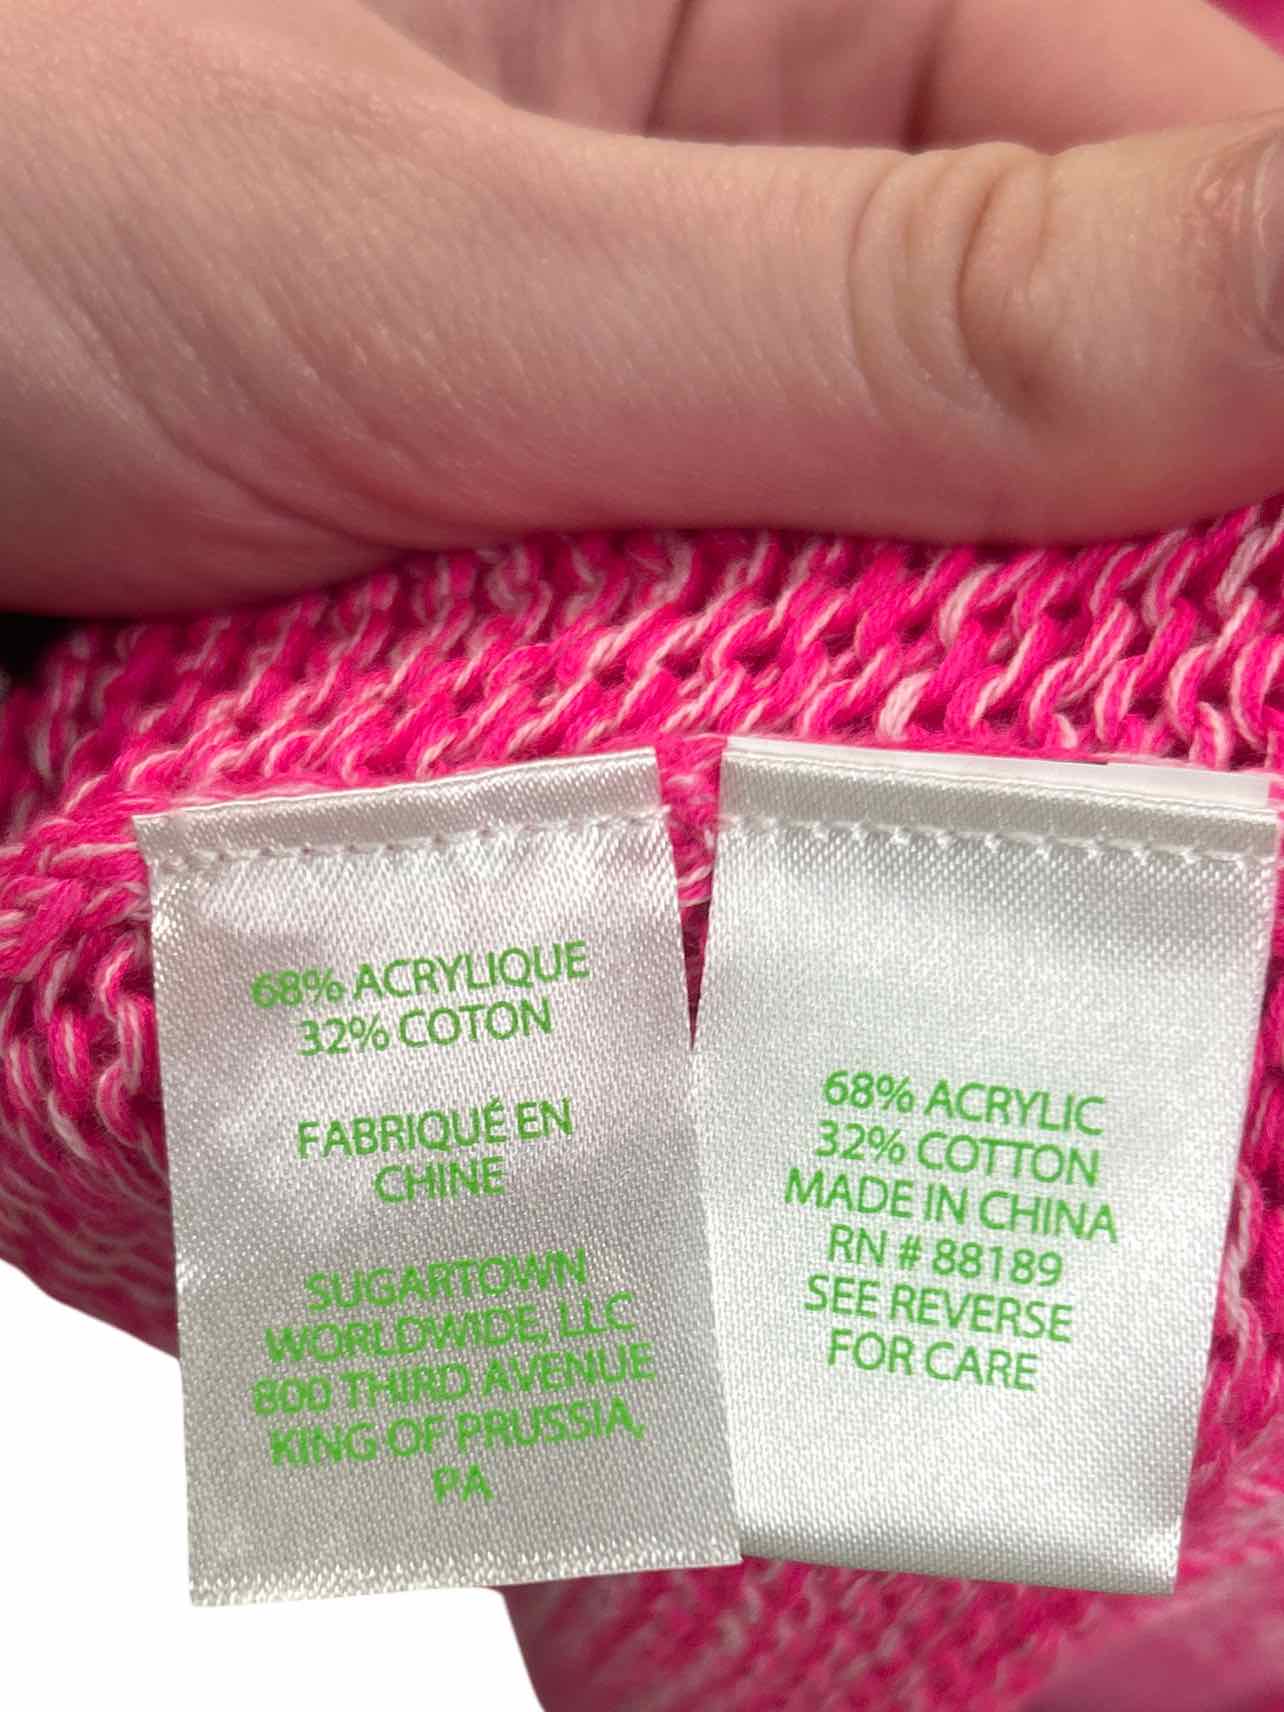 68% ACRYLIQUE
32% COTON
FABRIQUÉ EN
CHINE
SUGARTOWN
WORLDWIDE, LLC
800 THIRD AVENUE
KING OF PRUSSIA,
PA
68% ACRYLIC
32% COTTON
MADE IN CHINA
RN # 88189
SEE REVERSE
FOR CARE